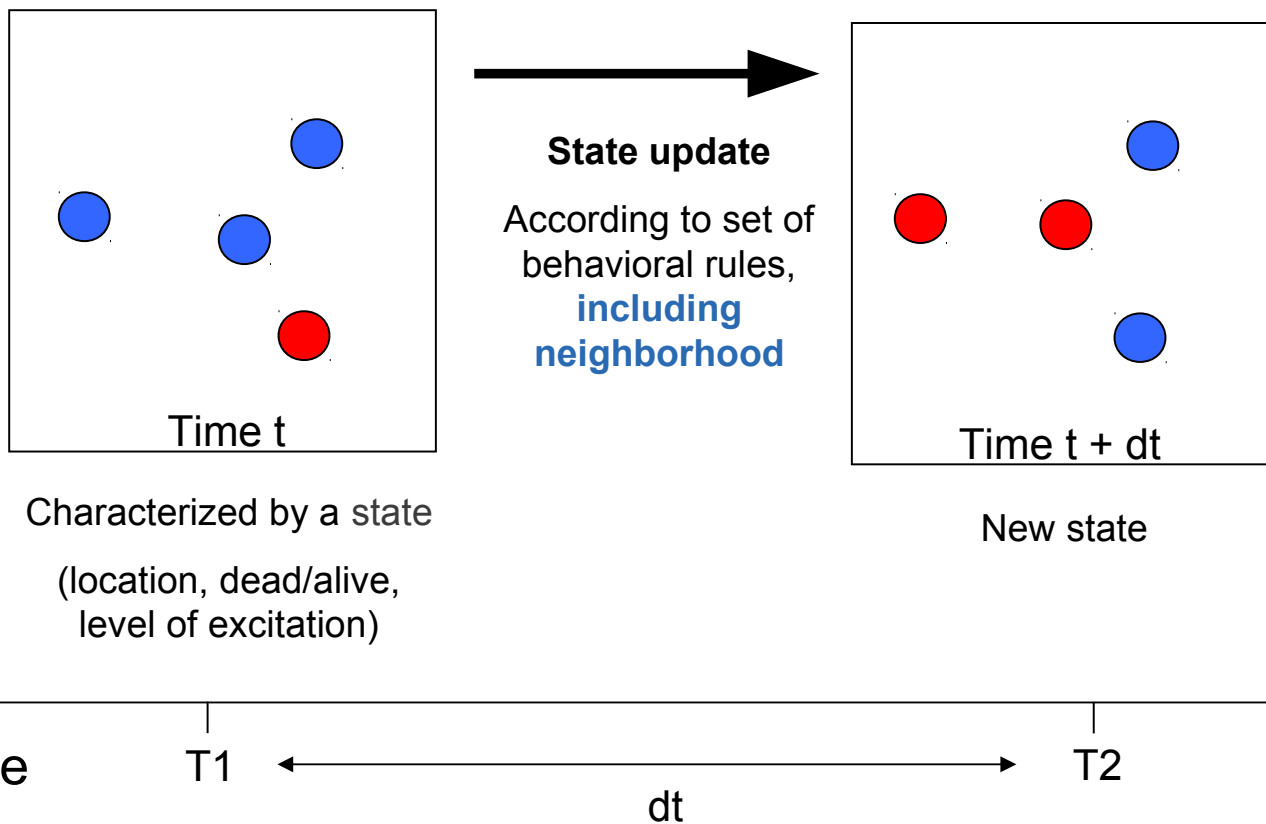 State update
According to set of
behavioral rules,
including
neighborhood
Time t
Time t + dt
Characterized by a state
(location, dead/alive,
level of excitation)
New state
e
T1
T2
dt